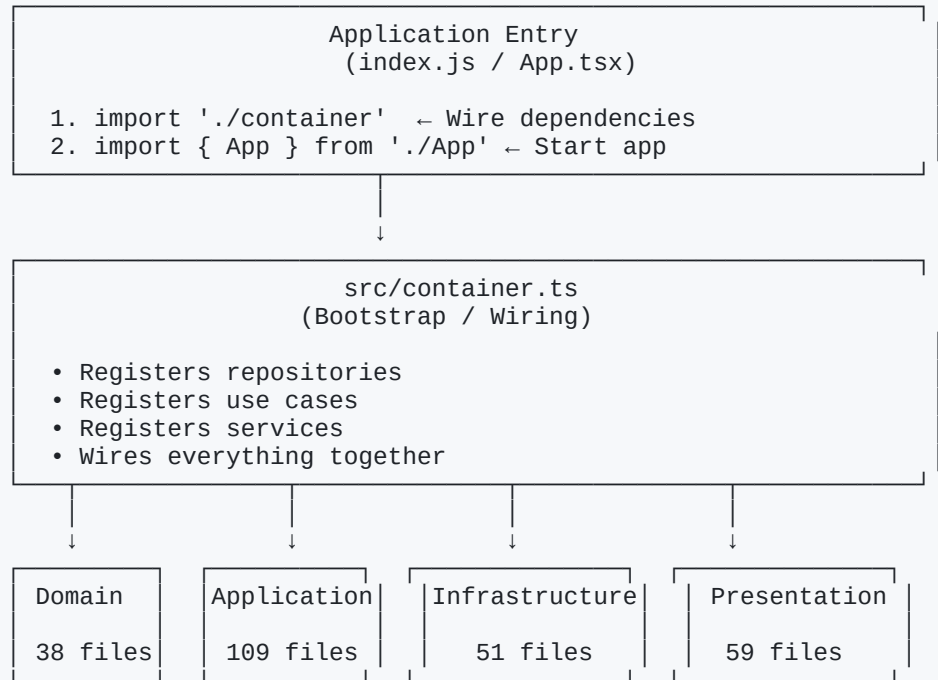 Application Entry
(index.js / App.tsx)
1. import './container' ← Wire dependencies
2. import { App } from './App' ← Start app
src/container.ts
(Bootstrap / Wiring)
• Registers repositories
• Registers use cases
• Registers services
• Wires everything together
Domain Application Infrastructure Presentation
38 files 109 files 51 files 59 files